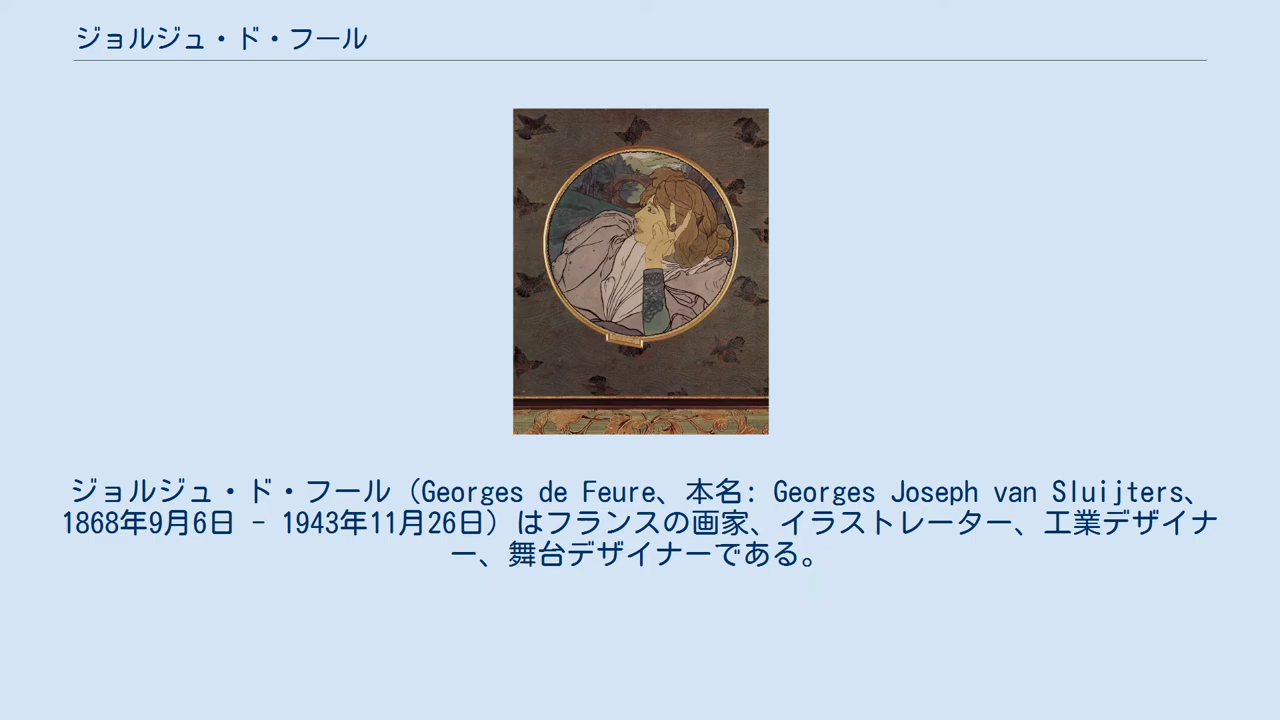 ジョルジュ・ド・フール
ジョルジュ・ド・フール（Georges de Feure、本名: Georges Joseph van Sluijters、
1868年9月6日 - 1943年11月26日）はフランスの画家、イラストレーター、工業デザイナ
ー、舞台デザイナーである。